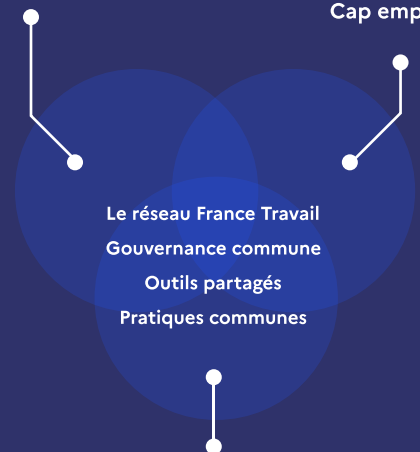 Cap emp
Le réseau France Travail
Gouvernance commune
Outils partagés
Pratiques communes